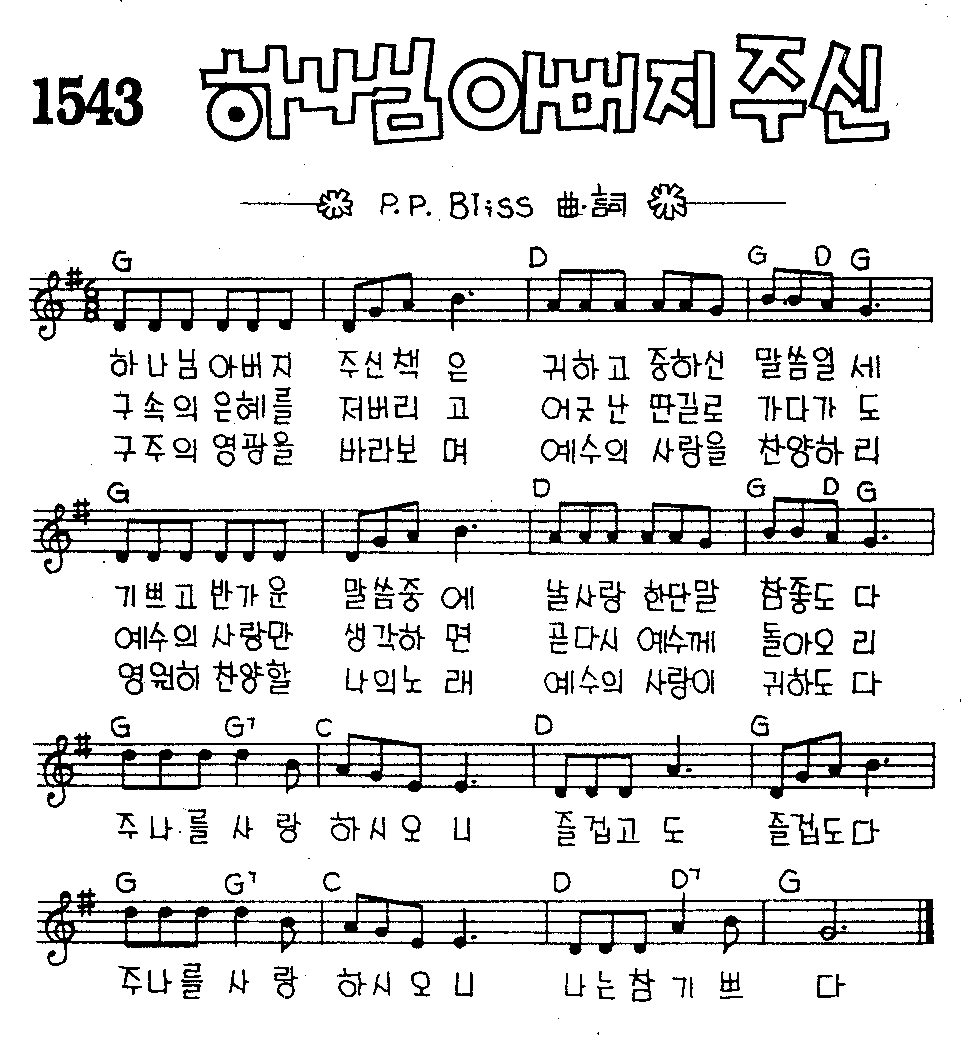 1543 하나님 아버지 주신
P.P. Bliss 曲·詞
G D G D G
하나님 아버지 주신책은 귀하고 중하신 말씀일세
구속의 은혜를 저버리고 어긋난 딴길로 가다가도
구주의 영광을 바라보며 예수의 사랑을 찬양하리
G D G D G
기쁘고 반가운 말씀중에 날사랑 한단말 참좋도다
예수의 사랑만 생각하면 곧다시 예수께 돌아오리
영원히 찬양할 나의노래 예수의 사랑이 귀하도다
G G7 C D G
주나를 사랑 하시오니 즐겁고도 즐겁도다
G G7 C D D7 G
주나를 사랑 하시오니 나는참기쁘다